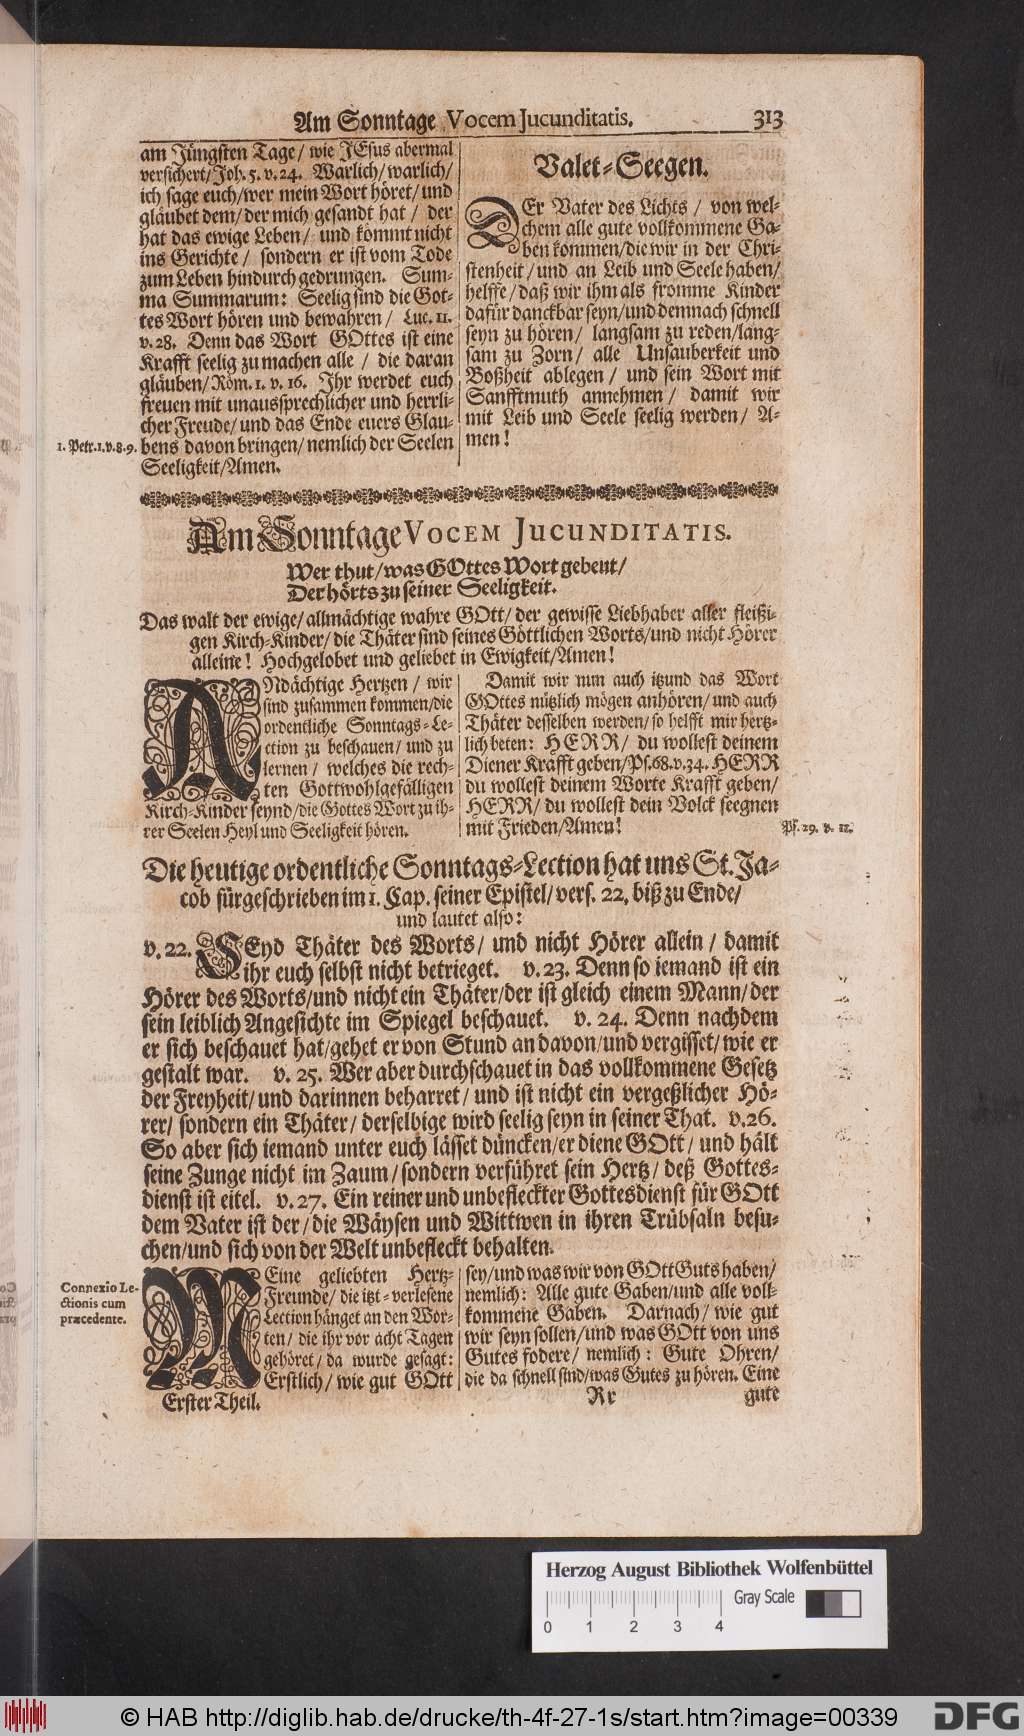 Am Sonntage Vocem Jucunditatis. 313
am Jüngsten Tage/ wie JEsus abermal
versichert/Joh. 5. v. 24. Warlich/warlich/
ich sage euch/wer mein Wort höret/und
gläubet dem/der mich gesandt hat/ der
hat das ewige Leben/ und kömmt nicht
ins Gerichte/ sondern er ist vom Tode
zum Leben hindurch gedrungen. Sum-
ma Summarum: Seelig sind die Got-
tes Wort hören und bewahren/ Luc. 11.
v. 28. Denn das Wort GOttes ist eine
Krafft seelig zu machen alle/ die daran
gläuben/Röm. 1. v. 16. Ihr werdet euch
freuen mit unaussprechlicher und herrli-
cher Freude/und das Ende euers Glau-
1. Petr. 1. v. 8. 9.
bens davon bringen/nemlich der Seelen
Seeligkeit/Amen.
Valet-Seegen.
DEr Vater des Lichts/ von wel-
chem alle gute vollkommene Ga-
ben kommen/die wir in der Chri-
stenheit/und an Leib und Seele haben/
helffe/daß wir ihm als fromme Kinder
dafür danckbar seyn/und demnach schnell
seyn zu hören/ langsam zu reden/lang-
sam zu Zorn/ alle Unsauberkeit und
Boßheit ablegen/ und sein Wort mit
Sanfftmuth annehmen/ damit wir
mit Leib und Seele seelig werden/ A-
men!
Am Sonntage VOCEM JUCUNDITATIS.
Wer thut/was GOttes Wort gebeut/
Der hörts zu seiner Seeligkeit.
Das walt der ewige/allmächtige wahre GOtt/ der gewisse Liebhaber aller fleißi-
gen Kirch-Kinder/die Thäter sind seines Göttlichen Worts/und nicht Hörer
alleine! Hochgelobet und geliebet in Ewigkeit/Amen!
ANdächtige Hertzen/ wir
sind zusammen kommen/die
ordentliche Sonntags-Le-
ction zu beschauen/ und zu
lernen/ welches die rech-
ten Gottwohlgefälligen
Kirch-Kinder seynd/die Gottes Wort zu ih-
rer Seelen Heyl und Seeligkeit hören.
Damit wir nun auch itzund das Wort
GOttes nützlich mögen anhören/und auch
Thäter desselben werden/so helfft mir hertz-
lich beten: HERR/ du wollest deinem
Diener Krafft geben/Ps. 68. v. 34. HERR
du wollest deinem Worte Krafft geben/
HERR/ du wollest dein Volck seegnen
mit Frieden/Amen!
Ps. 29. v. 11.
Die heutige ordentliche Sonntags-Lection hat uns St. Ja-
cob fürgeschrieben im 1. Cap. seiner Epistel/vers. 22. biß zu Ende/
und lautet also:
v. 22. SEyd Thäter des Worts/ und nicht Hörer allein/ damit
ihr euch selbst nicht betrieget. v. 23. Denn so iemand ist ein
Hörer des Worts/und nicht ein Thäter/der ist gleich einem Mann/der
sein leiblich Angesichte im Spiegel beschauet. v. 24. Denn nachdem
er sich beschauet hat/gehet er von Stund an davon/und vergisset/wie er
gestalt war. v. 25. Wer aber durchschauet in das vollkommene Gesetz
der Freyheit/und darinnen beharret/ und ist nicht ein vergeßlicher Hö-
rer/ sondern ein Thäter/ derselbige wird seelig seyn in seiner That. v. 26.
So aber sich iemand unter euch lässet düncken/er diene GOtt/ und hält
seine Zunge nicht im Zaum/sondern verführet sein Hertz/ deß Gottes-
dienst ist eitel. v. 27. Ein reiner und unbefleckter Gottesdienst für GOtt
dem Vater ist der/die Wäysen und Wittwen in ihren Trübsaln besu-
chen/und sich von der Welt unbefleckt behalten.
Connexio Le-
ctionis cum
præcedente.
MEine geliebten Hertz-
Freunde/die itzt-verlesene
Lection hänget an den Wor-
ten/ die ihr vor acht Tagen
gehöret/ da wurde gesagt:
Erstlich/ wie gut GOtt
sey/und was wir von GOtt Guts haben/
nemlich: Alle gute Gaben/und alle voll-
kommene Gaben. Darnach/ wie gut
wir seyn sollen/und was GOtt von uns
Gutes fodere/ nemlich: Gute Ohren/
die da schnell sind/was Gutes zu hören. Eine
Erster Theil. Rr gute
Herzog August Bibliothek Wolfenbüttel
Gray Scale
0 1 2 3 4
© HAB http://diglib.hab.de/drucke/th-4f-27-1s/start.htm?image=00339
DFG